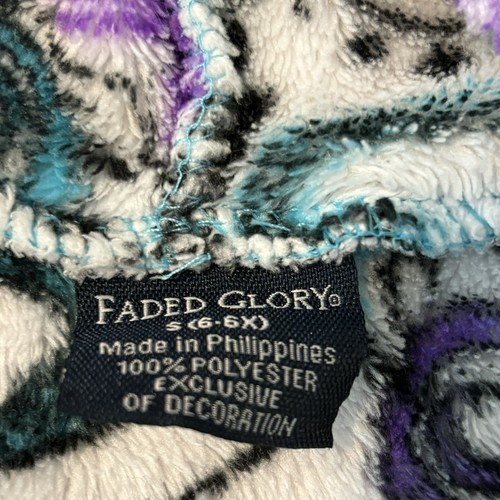 FADED GLORY®
S (6-6X)
Made in Philippines
100% POLYESTER
EXCLUSIVE
OF DECORATION